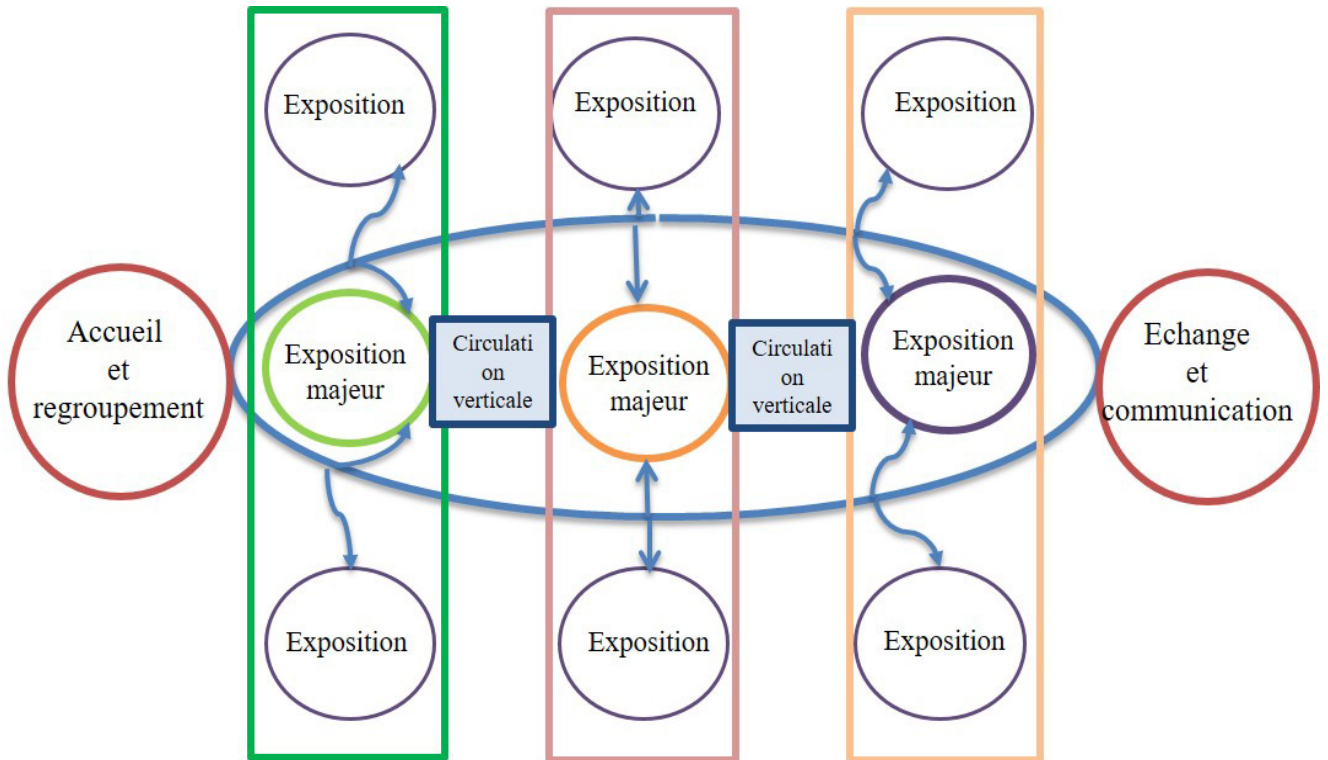 Exposition
Exposition
Exposition
Accueil
et
regroupement
Exposition
majeur
Circulati
on
verticale
Exposition
majeur
Circulati
on
verticale
Exposition
majeur
Echange
et
communication
Exposition
Exposition
Exposition